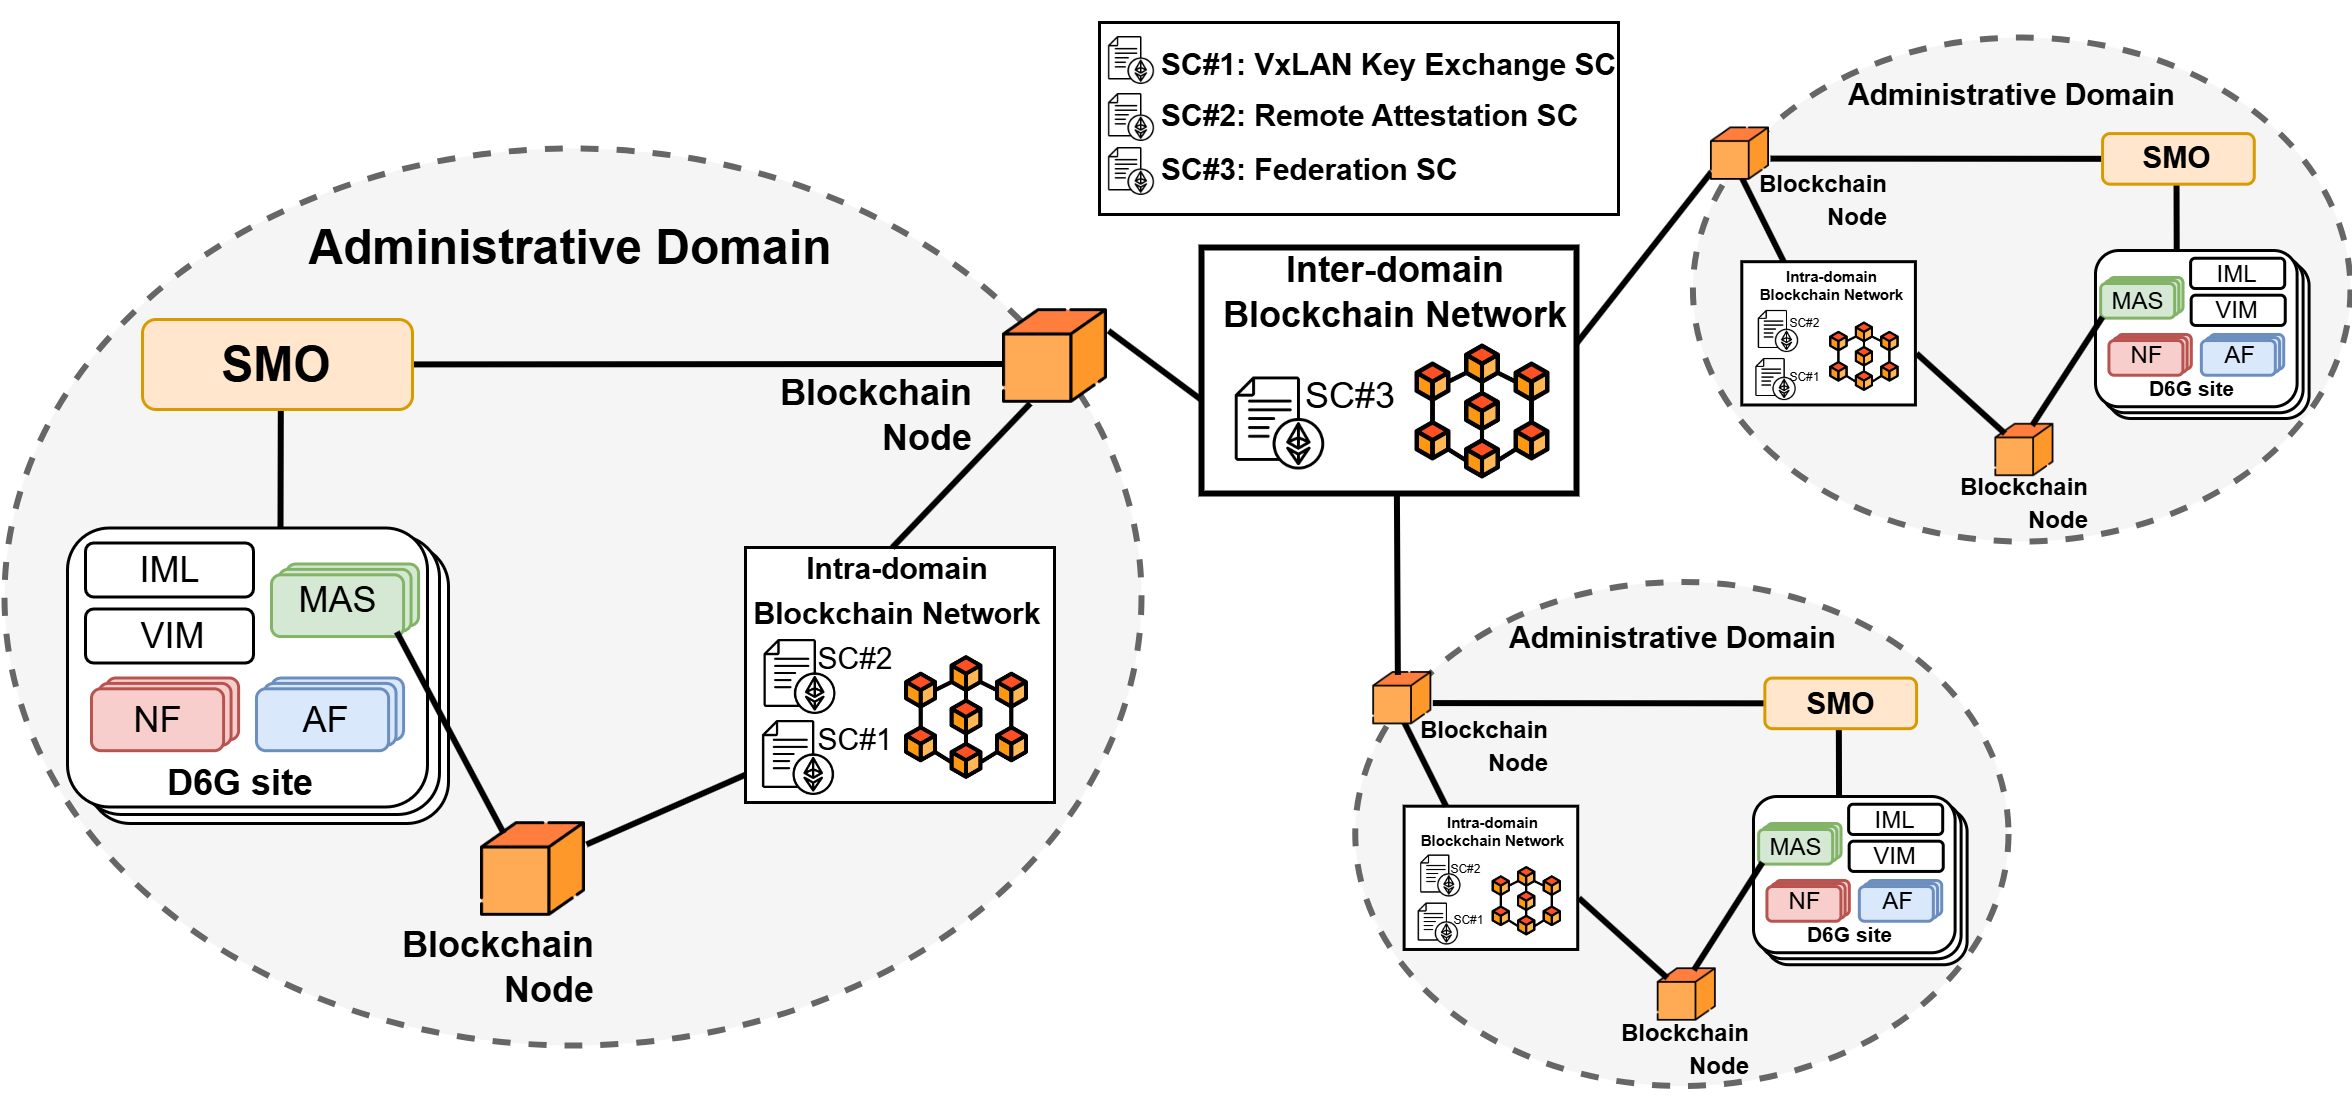 SC#1: VxLAN Key Exchange SC
SC#2: Remote Attestation SC
SC#3: Federation SC
Administrative Domain
SMO
Blockchain
Node
IML
VIM
MAS
NF
AF
D6G site
Intra-domain
Blockchain Network
SC#2
SC#1
Blockchain
Node
Inter-domain
Blockchain Network
SC#3
Administrative Domain
SMO
Blockchain
Node
Intra-domain
Blockchain Network
SC#2
SC#1
MAS
IML
VIM
NF
AF
D6G site
Blockchain
Node
Administrative Domain
SMO
Blockchain
Node
Intra-domain
Blockchain Network
SC#2
SC#1
MAS
IML
VIM
NF
AF
D6G site
Blockchain
Node